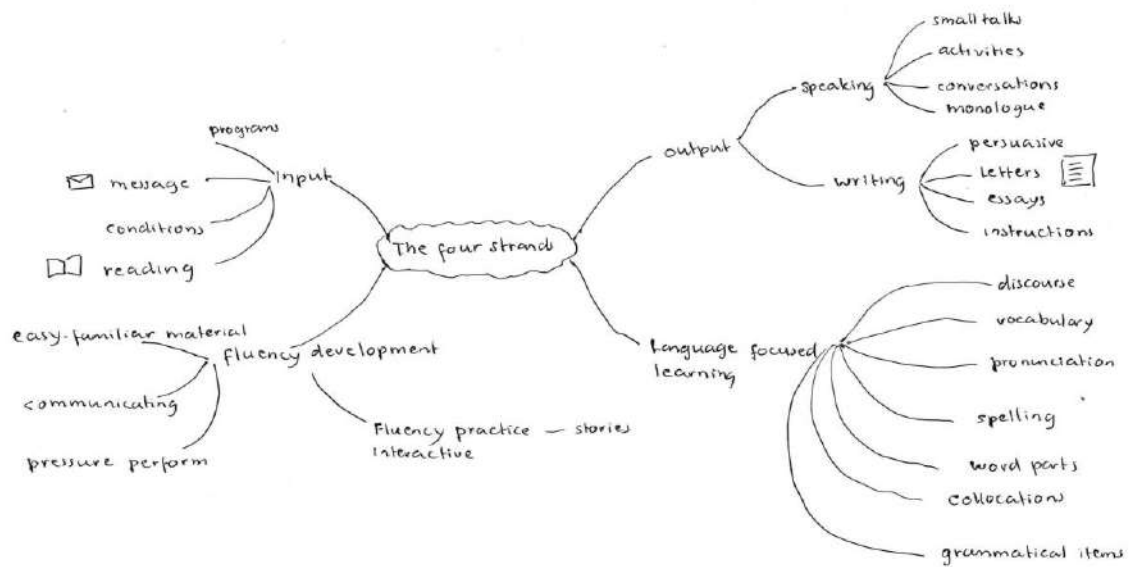 The four strands
Input
programs
message
conditions
reading
fluency development
easy-familiar material
communicating
pressure perform
Fluency practice – stories
interactive
output
speaking
small talks
activities
conversations
monologue
writing
persuasive
letters
essays
instructions
Language focused
learning
discourse
vocabulary
pronunciation
spelling
word parts
collocations
grammatical items